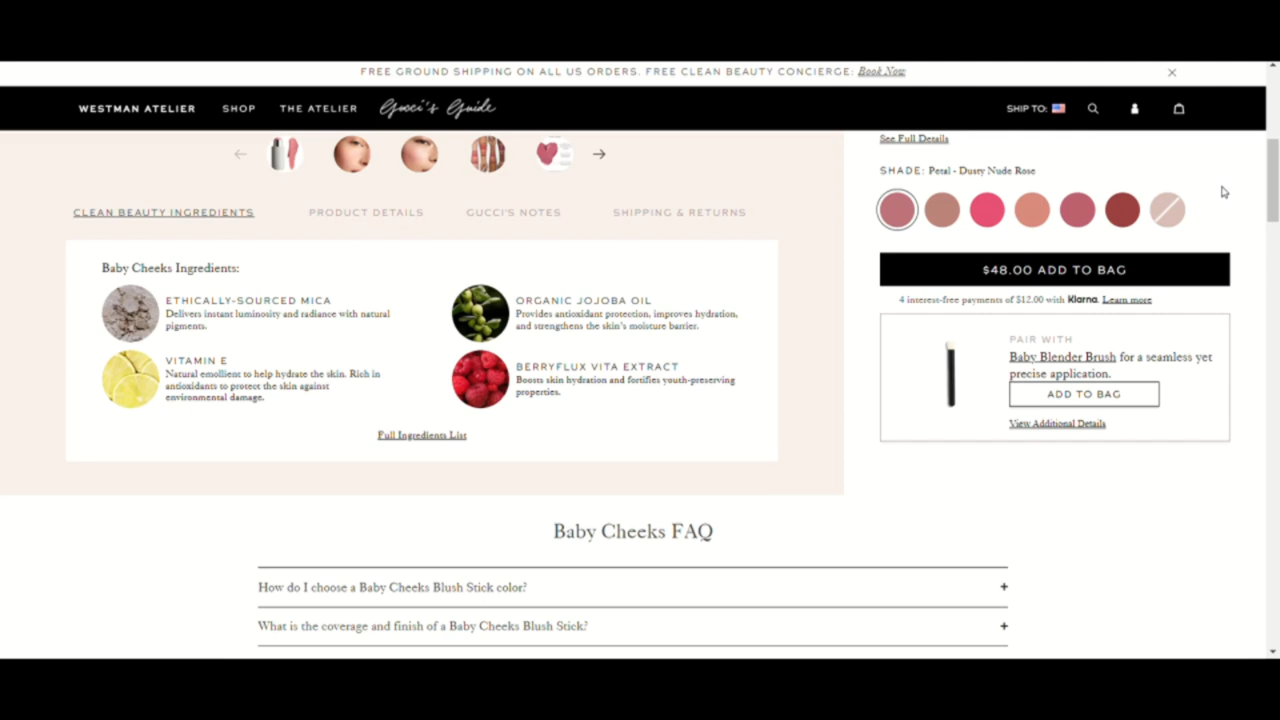 FREE GROUND SHIPPING ON ALL US ORDERS. FREE CLEAN BEAUTY CONCIERGE: Book Now
WESTMAN ATELIER SHOP THE ATELIER Gucci's Guide SHIP TO:
See Full Details
SHADE: Petal - Dusty Nude Rose
CLEAN BEAUTY INGREDIENTS PRODUCT DETAILS GUCCI'S NOTES SHIPPING & RETURNS
Baby Cheeks Ingredients:
ETHICALLY-SOURCED MICA
Delivers instant luminosity and radiance with natural
pigments.
ORGANIC JOJOBA OIL
Provides antioxidant protection, improves hydration,
and strengthens the skin's moisture barrier.
VITAMIN E
Natural emollient to help hydrate the skin. Rich in
antioxidants to protect the skin against
environmental damage.
BERRYFLUX VITA EXTRACT
Boosts skin hydration and fortifies youth-preserving
properties.
Full Ingredients List
$48.00 ADD TO BAG
4 interest-free payments of $12.00 with Klarna. Learn more
PAIR WITH
Baby Blender Brush for a seamless yet
precise application.
ADD TO BAG
View Additional Details
Baby Cheeks FAQ
How do I choose a Baby Cheeks Blush Stick color? +
What is the coverage and finish of a Baby Cheeks Blush Stick? +